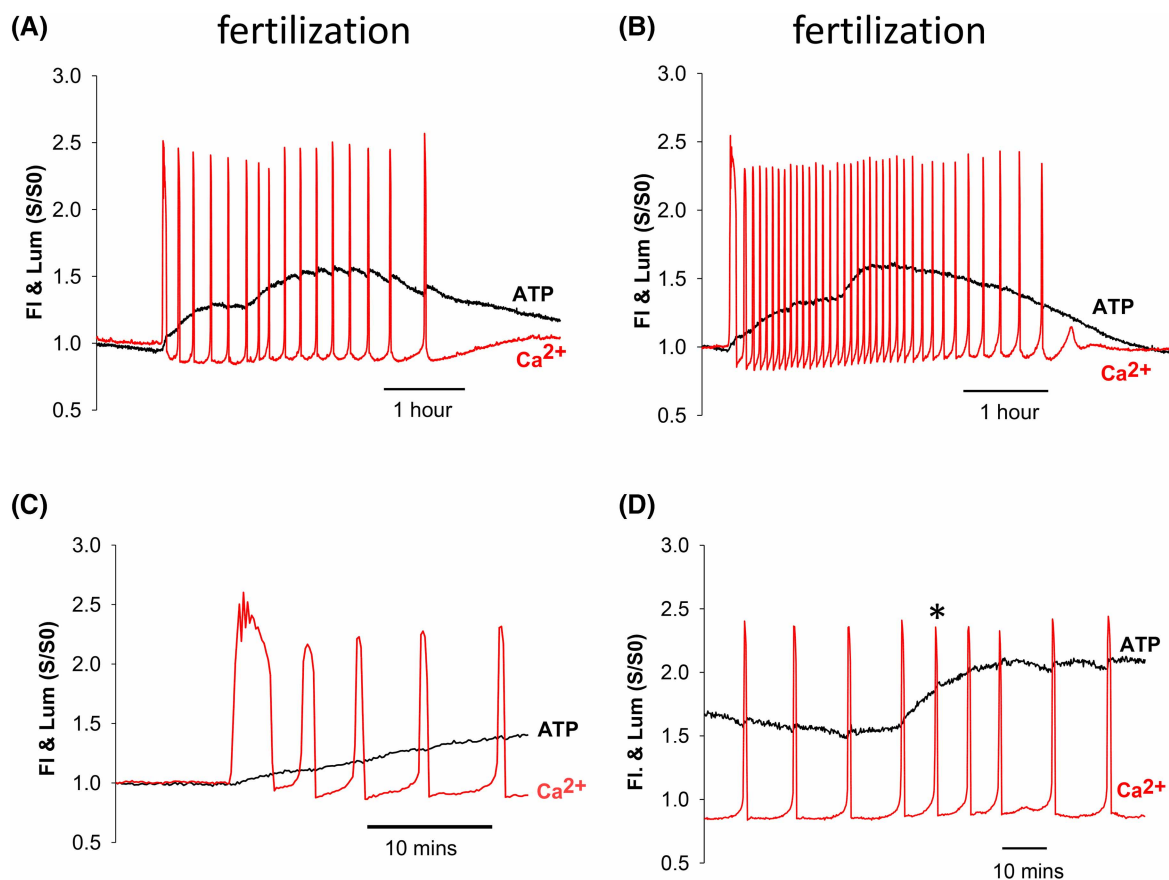 (A) fertilization
3.0
2.5
2.0
1.5
1.0
0.5
Fl & Lum (S/S0)
ATP
Ca2+
1 hour
(B) fertilization
3.0
2.5
2.0
1.5
1.0
0.5
Fl & Lum (S/S0)
ATP
Ca2+
1 hour
(C)
3.0
2.5
2.0
1.5
1.0
0.5
Fl & Lum (S/S0)
ATP
Ca2+
10 mins
(D)
3.0
2.5
2.0
1.5
1.0
0.5
Fl. & Lum (S/S0)
*
ATP
Ca2+
10 mins